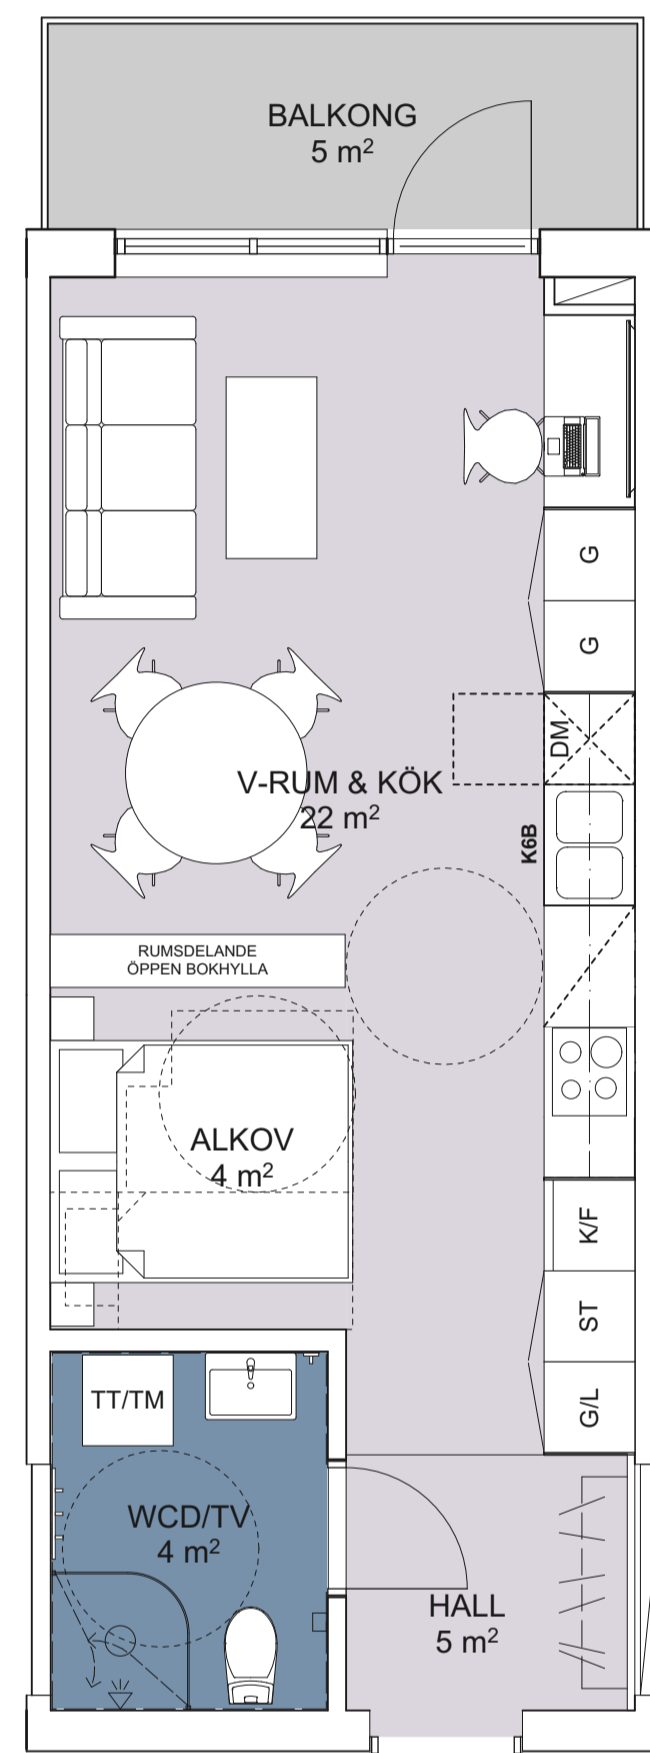 BALKONG
5 m²
G
G
DM
V-RUM & KÖK
22 m²
K6B
RUMSDELANDE
ÖPPEN BOKHYLLA
ALKOV
4 m²
K/F
ST
G/L
TT/TM
WCD/TV
4 m²
HALL
5 m²